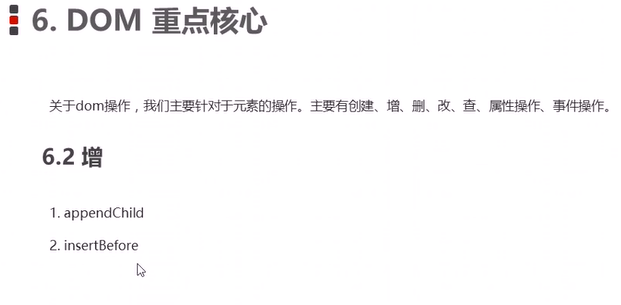 6. DOM 重点核心
关于dom操作，我们主要针对于元素的操作。主要有创建、增、删、改、查、属性操作、事件操作。
6.2 增
1. appendChild
2. insertBefore